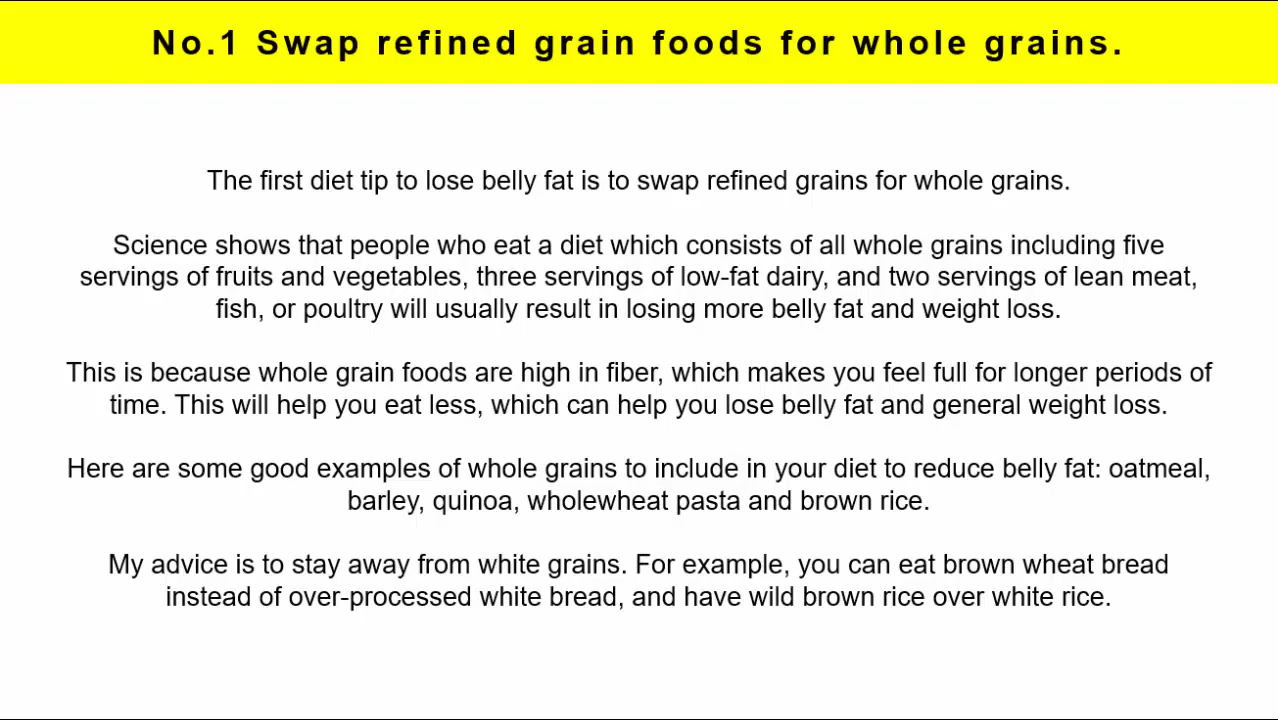 No.1 Swap refined grain foods for whole grains.
The first diet tip to lose belly fat is to swap refined grains for whole grains.
Science shows that people who eat a diet which consists of all whole grains including five
servings of fruits and vegetables, three servings of low-fat dairy, and two servings of lean meat,
fish, or poultry will usually result in losing more belly fat and weight loss.
This is because whole grain foods are high in fiber, which makes you feel full for longer periods of
time. This will help you eat less, which can help you lose belly fat and general weight loss.
Here are some good examples of whole grains to include in your diet to reduce belly fat: oatmeal,
barley, quinoa, wholewheat pasta and brown rice.
My advice is to stay away from white grains. For example, you can eat brown wheat bread
instead of over-processed white bread, and have wild brown rice over white rice.